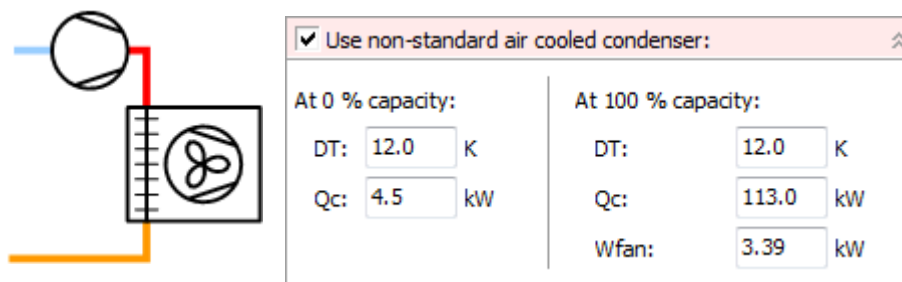 Use non-standard air cooled condenser:
At 0 % capacity:
DT: 12.0 K
Qc: 4.5 kW
At 100 % capacity:
DT: 12.0 K
Qc: 113.0 kW
Wfan: 3.39 kW